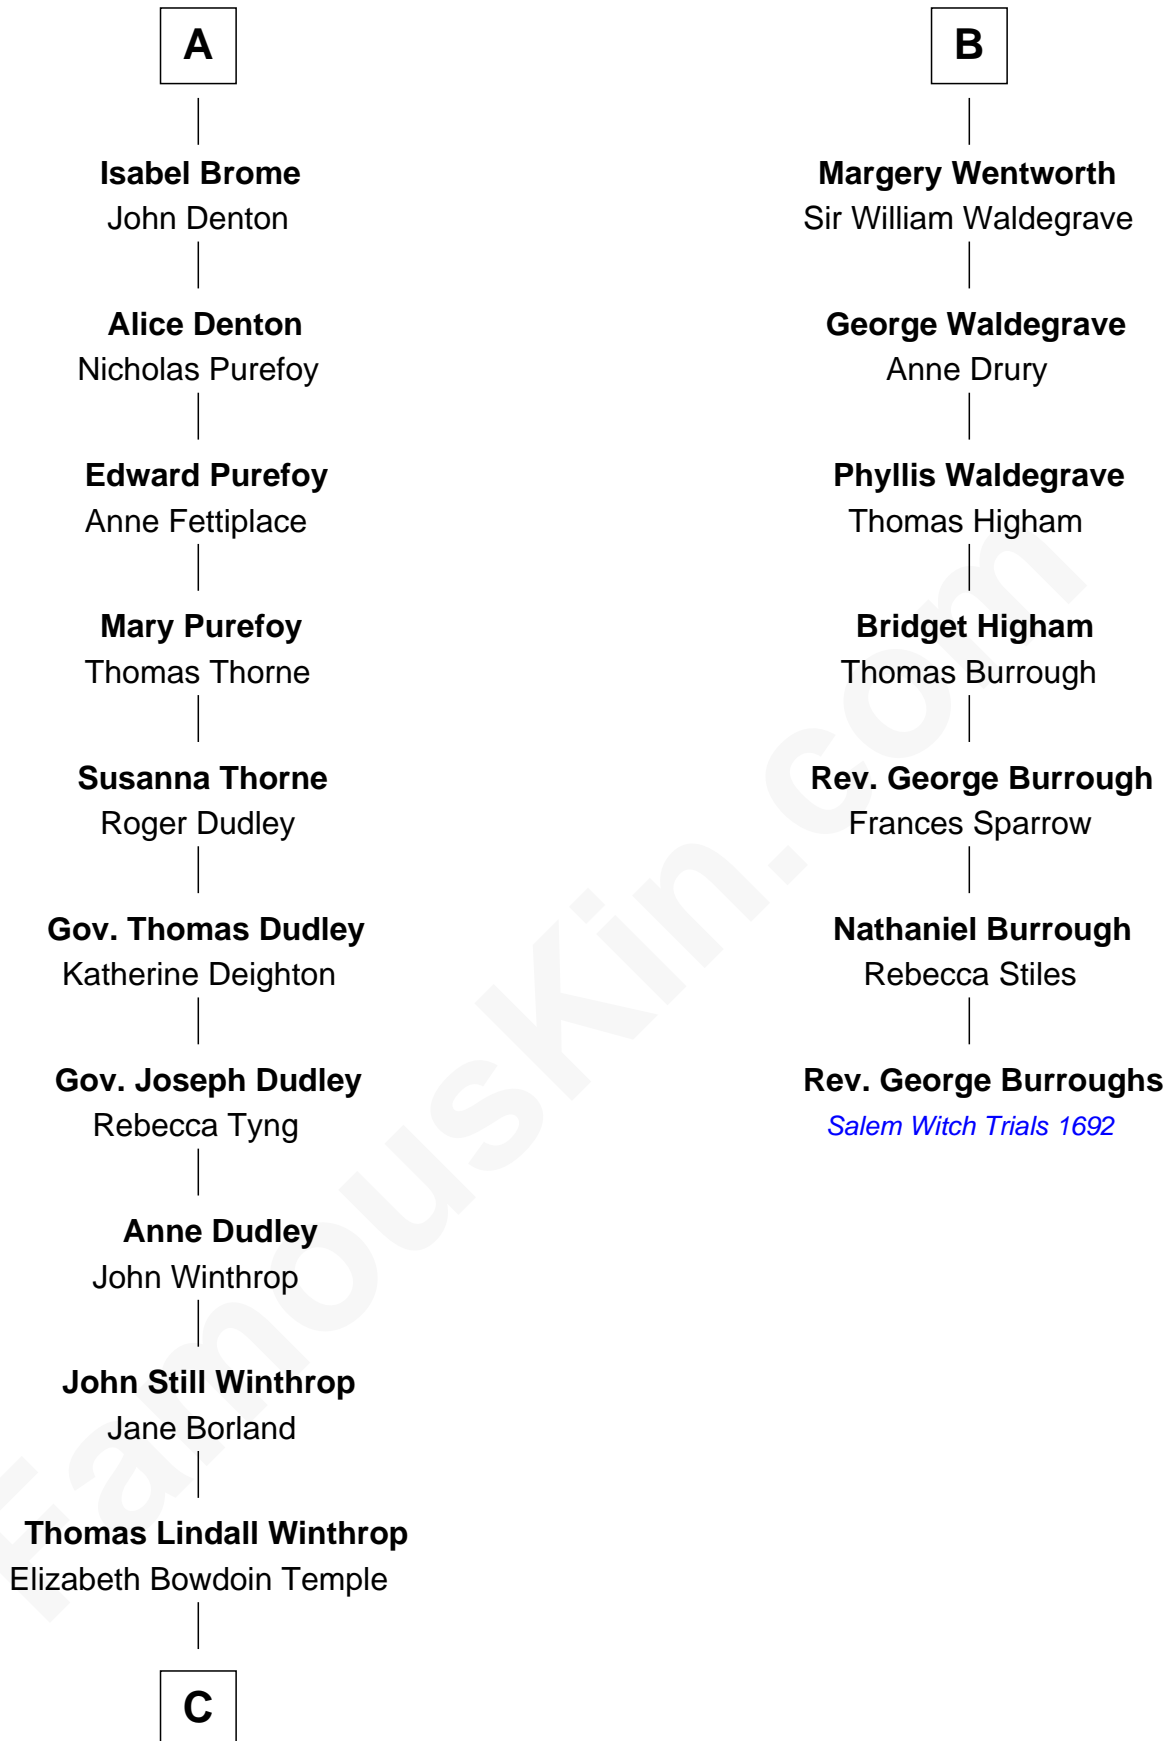 A
Isabel Brome
John Denton
Alice Denton
Nicholas Purefoy
Edward Purefoy
Anne Fettiplace
Mary Purefoy
Thomas Thorne
Susanna Thorne
Roger Dudley
Gov. Thomas Dudley
Katherine Deighton
Gov. Joseph Dudley
Rebecca Tyng
Anne Dudley
John Winthrop
John Still Winthrop
Jane Borland
Thomas Lindall Winthrop
Elizabeth Bowdoin Temple
C
B
Margery Wentworth
Sir William Waldegrave
George Waldegrave
Anne Drury
Phyllis Waldegrave
Thomas Higham
Bridget Higham
Thomas Burrough
Rev. George Burrough
Frances Sparrow
Nathaniel Burrough
Rebecca Stiles
Rev. George Burroughs
Salem Witch Trials 1692
FamousKin.com